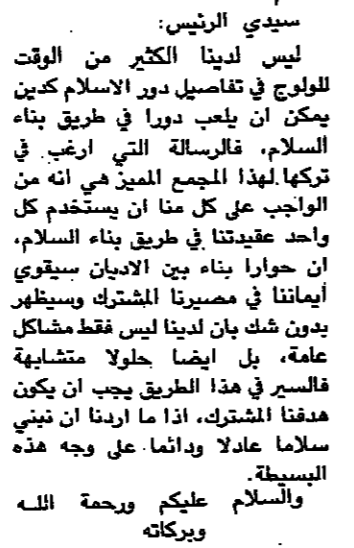 سيدي الرئيس:
ليس لدينا الكثير من الوقت
للولوج في تفاصيل دور الاسلام كدين
يمكن ان يلعب دورا في طريق بناء
السلام، فالرسالة التي ارغب في
تركها لهذا المجمع المميز هي انه من
الواجب على كل منا ان يستخدم كل
واحد عقيدتنا في طريق بناء السلام،
ان حوارا بناء بين الاديان سيقوي
أيماننا في مصيرنا المشترك وسيظهر
بدون شك بان لدينا ليس فقط مشاكل
عامة، بل ايضا حلولا متشابهة
فالسير في هذا الطريق يجب ان يكون
هدفنا المشترك، اذا ما اردنا ان نبني
سلاما عادلا ودائما على وجه هذه
البسيطة.
والسلام عليكم ورحمة الله
وبركاته